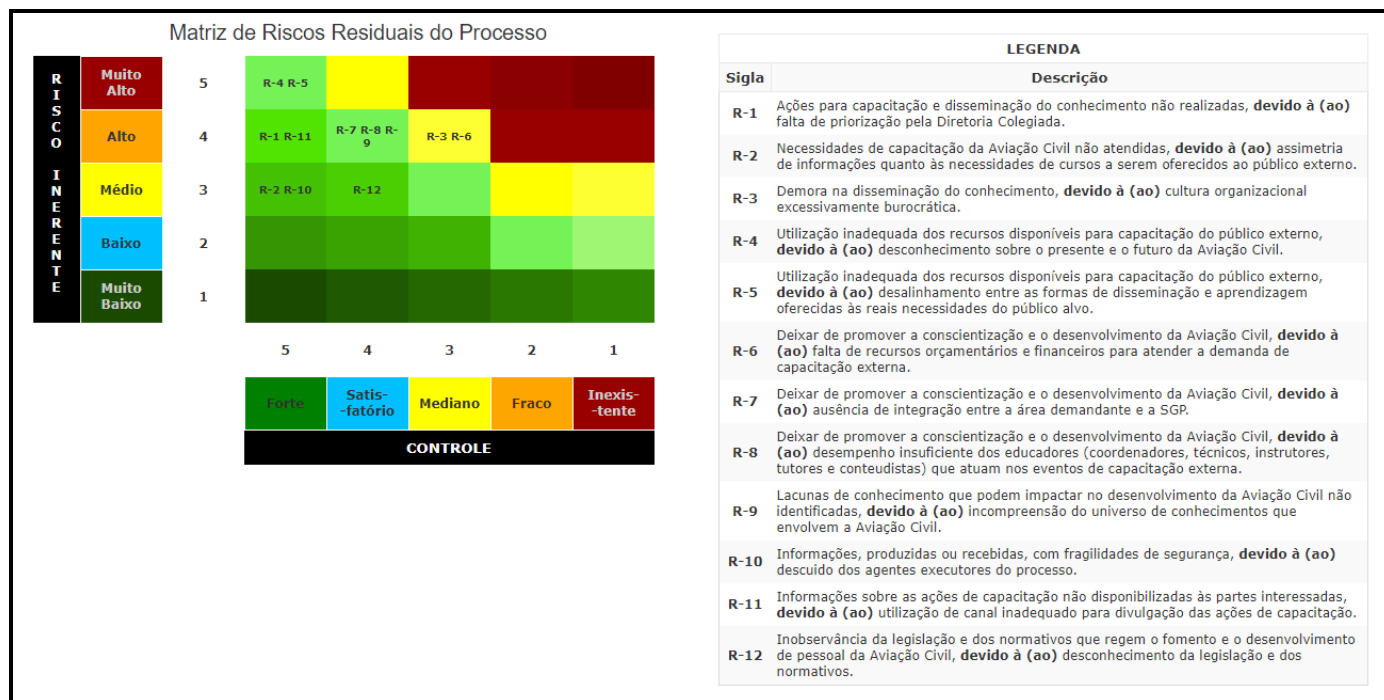 Matriz de Riscos Residuais do Processo
RISCO INERENTE
Muito
Alto
5
R-4 R-5
Alto
4
R-1 R-11
R-7 R-8 R-
9
R-3 R-6
Médio
3
R-2 R-10
R-12
Baixo
2
Muito
Baixo
1
5 4 3 2 1
Forte
Satis-
-fatório
Mediano
Fraco
Inexis-
-tente
CONTROLE
LEGENDA
Sigla Descrição
R-1
Ações para capacitação e disseminação do conhecimento não realizadas, devido à (ao)
falta de priorização pela Diretoria Colegiada.
R-2
Necessidades de capacitação da Aviação Civil não atendidas, devido à (ao) assimetria
de informações quanto às necessidades de cursos a serem oferecidos ao público externo.
R-3
Demora na disseminação do conhecimento, devido à (ao) cultura organizacional
excessivamente burocrática.
R-4
Utilização inadequada dos recursos disponíveis para capacitação do público externo,
devido à (ao) desconhecimento sobre o presente e o futuro da Aviação Civil.
R-5
Utilização inadequada dos recursos disponíveis para capacitação do público externo,
devido à (ao) desalinhamento entre as formas de disseminação e aprendizagem
oferecidas às reais necessidades do público alvo.
R-6
Deixar de promover a conscientização e o desenvolvimento da Aviação Civil, devido à
(ao) falta de recursos orçamentários e financeiros para atender a demanda de
capacitação externa.
R-7
Deixar de promover a conscientização e o desenvolvimento da Aviação Civil, devido à
(ao) ausência de integração entre a área demandante e a SGP.
R-8
Deixar de promover a conscientização e o desenvolvimento da Aviação Civil, devido à
(ao) desempenho insuficiente dos educadores (coordenadores, técnicos, instrutores,
tutores e conteudistas) que atuam nos eventos de capacitação externa.
R-9
Lacunas de conhecimento que podem impactar no desenvolvimento da Aviação Civil não
identificadas, devido à (ao) incompreensão do universo de conhecimentos que
envolvem a Aviação Civil.
R-10
Informações, produzidas ou recebidas, com fragilidades de segurança, devido à (ao)
descuido dos agentes executores do processo.
R-11
Informações sobre as ações de capacitação não disponibilizadas às partes interessadas,
devido à (ao) utilização de canal inadequado para divulgação das ações de capacitação.
R-12
Inobservância da legislação e dos normativos que regem o fomento e o desenvolvimento
de pessoal da Aviação Civil, devido à (ao) desconhecimento da legislação e dos
normativos.